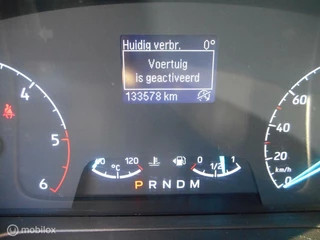 Huidig verbr. 0°
Voertuig
is geactiveerd
133578 km
4
5
6
60
40
20
km/h
0
°C
120
0
1/2
1
P R N D M
mobilox